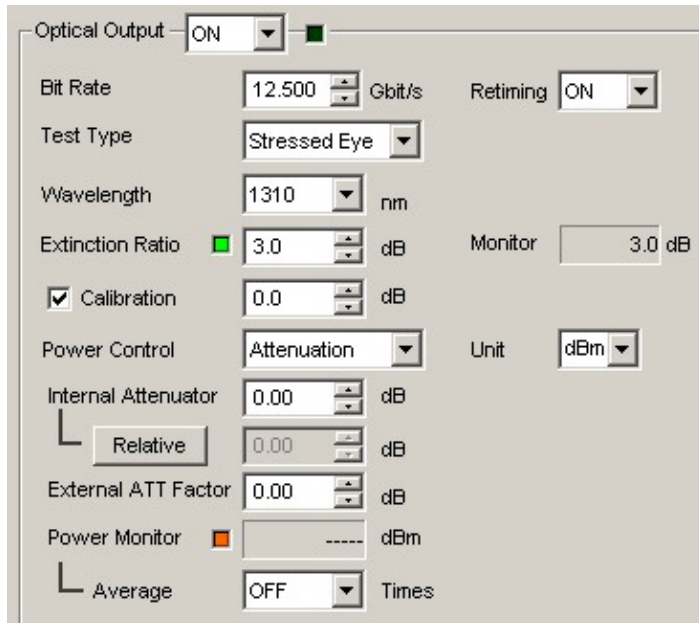 Optical Output ON
Bit Rate 12.500 Gbit/s Retiming ON
Test Type Stressed Eye
Wavelength 1310 nm
Extinction Ratio 3.0 dB Monitor 3.0 dB
Calibration 0.0 dB
Power Control Attenuation Unit dBm
Internal Attenuator 0.00 dB
Relative 0.00 dB
External ATT Factor 0.00 dB
Power Monitor ----- dBm
Average OFF Times